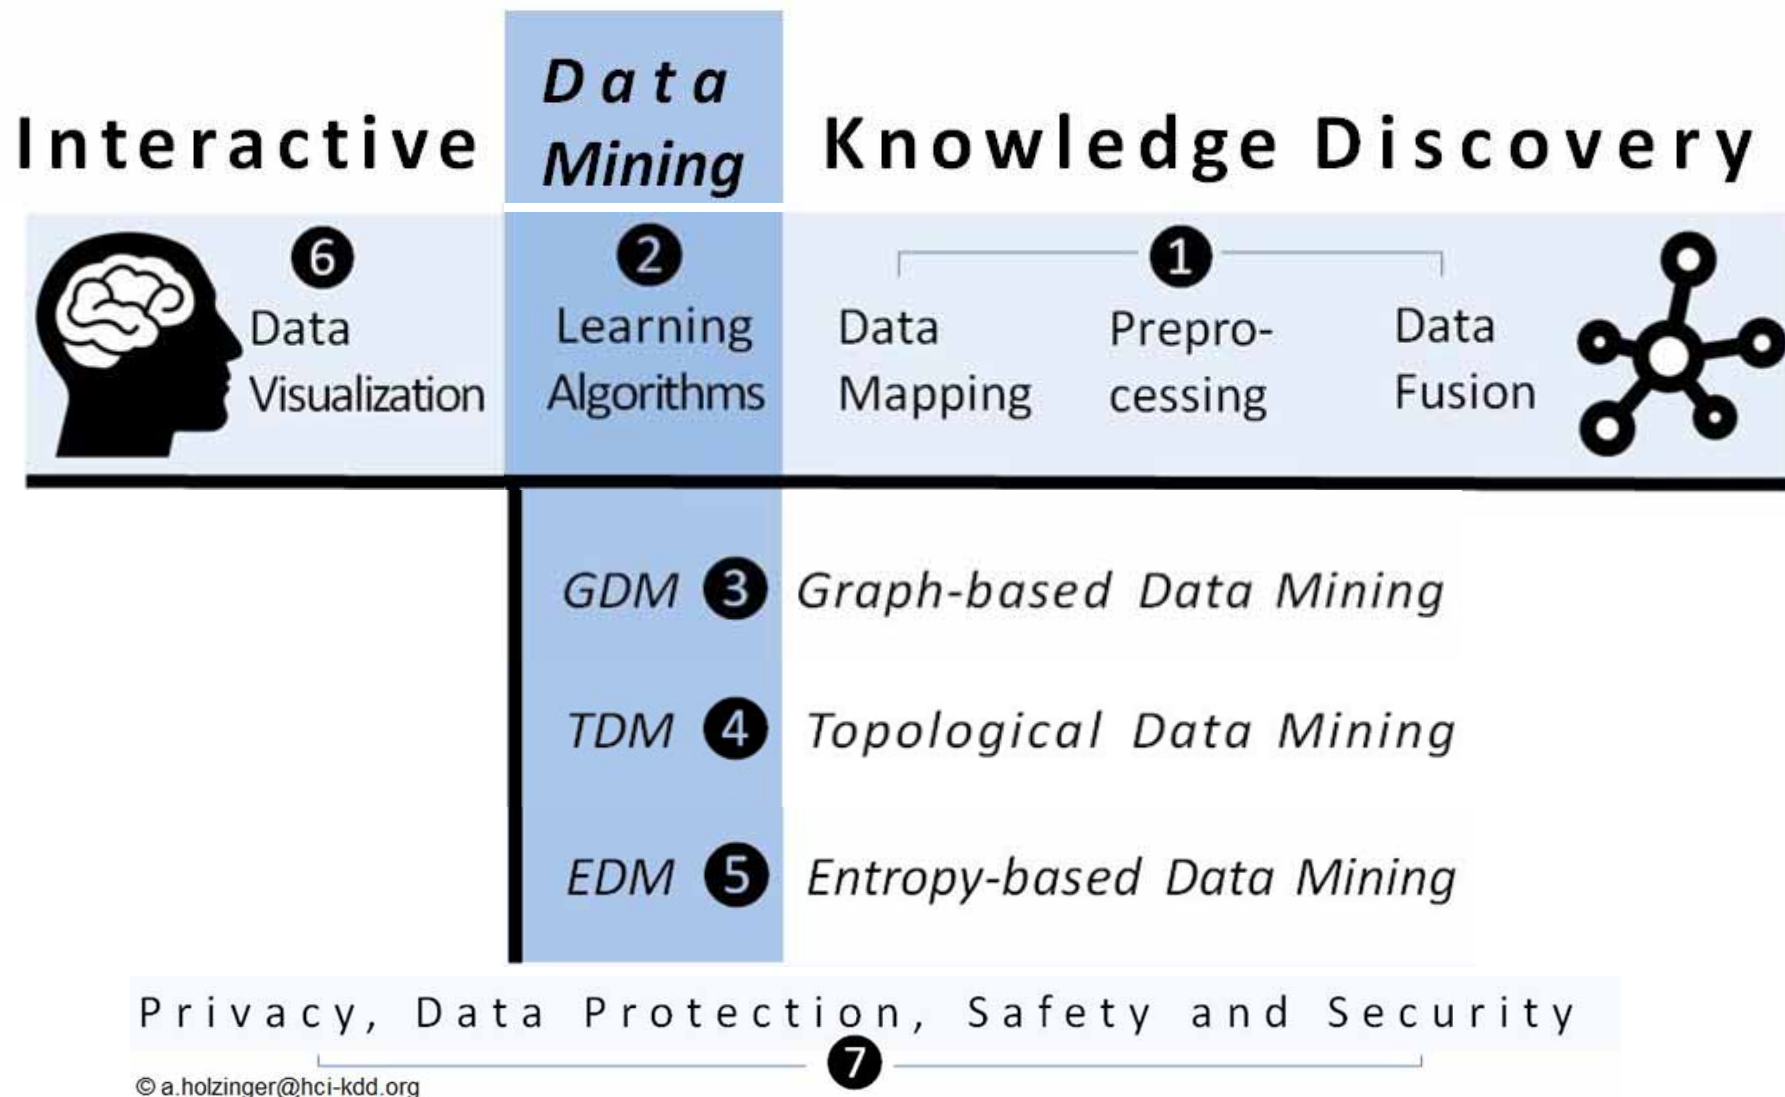 Interactive Data Mining Knowledge Discovery
6 2 1
Data Visualization
Learning Algorithms
Data Mapping
Prepro-
cessing
Data Fusion
GDM 3 Graph-based Data Mining
TDM 4 Topological Data Mining
EDM 5 Entropy-based Data Mining
Privacy, Data Protection, Safety and Security
7
© a.holzinger@hci-kdd.org